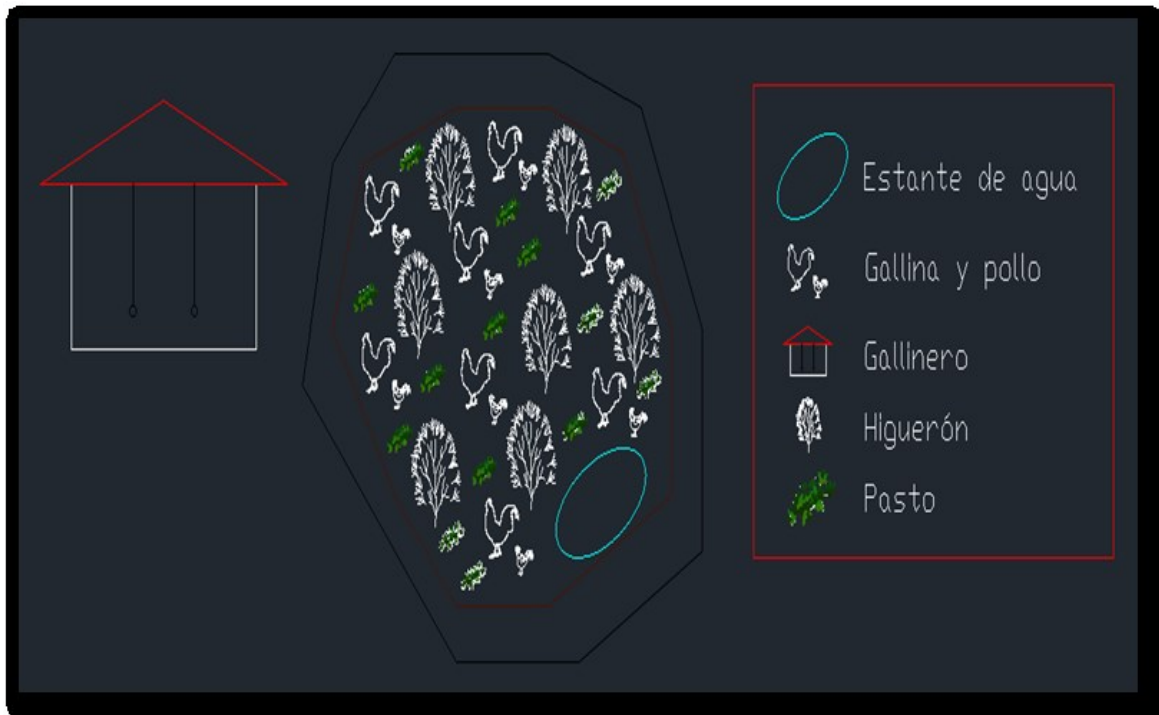 Estante de agua
Gallina y pollo
Gallinero
Higuerón
Pasto